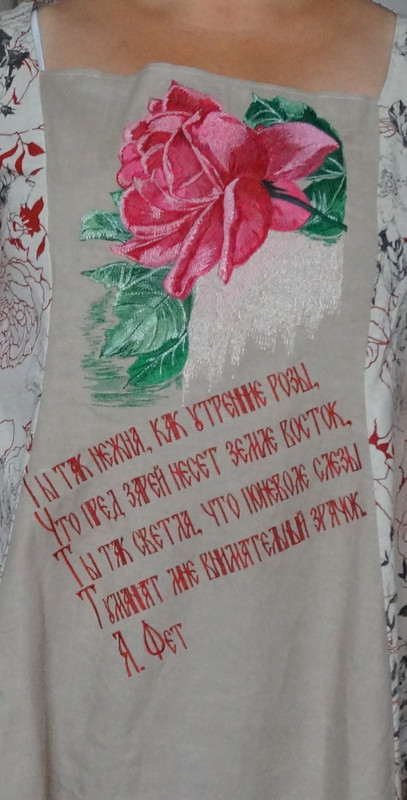 Ты так нежна, как утренние розы,
Что пред зарей несет земле восток,
Ты так светла, что поневоле слезы
Туманят мне внимательный зрачок.
А. Фет